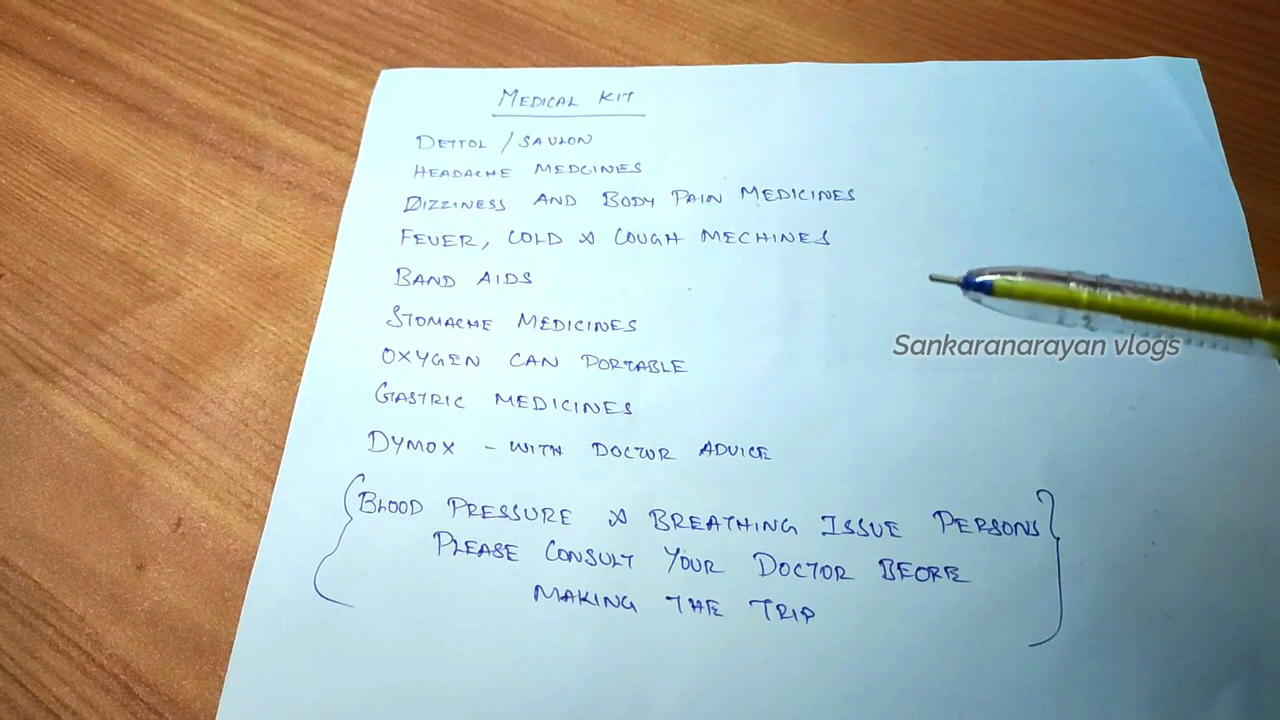 MEDICAL KIT
DETTOL / SAVLON
HEADACHE MEDCINES
DIZZINESS AND BODY PAIN MEDICINES
FEVER, COLD & COUGH MECHINES
BAND AIDS
STOMACHE MEDICINES
OXYGEN CAN PORTABLE
GASTRIC MEDICINES
DYMOX - WITH DOCTOR ADVICE
{BLOOD PRESSURE & BREATHING ISSUE PERSONS}
PLEASE CONSULT YOUR DOCTOR BEORE
MAKING THE TRIP
Sankaranarayan vlogs